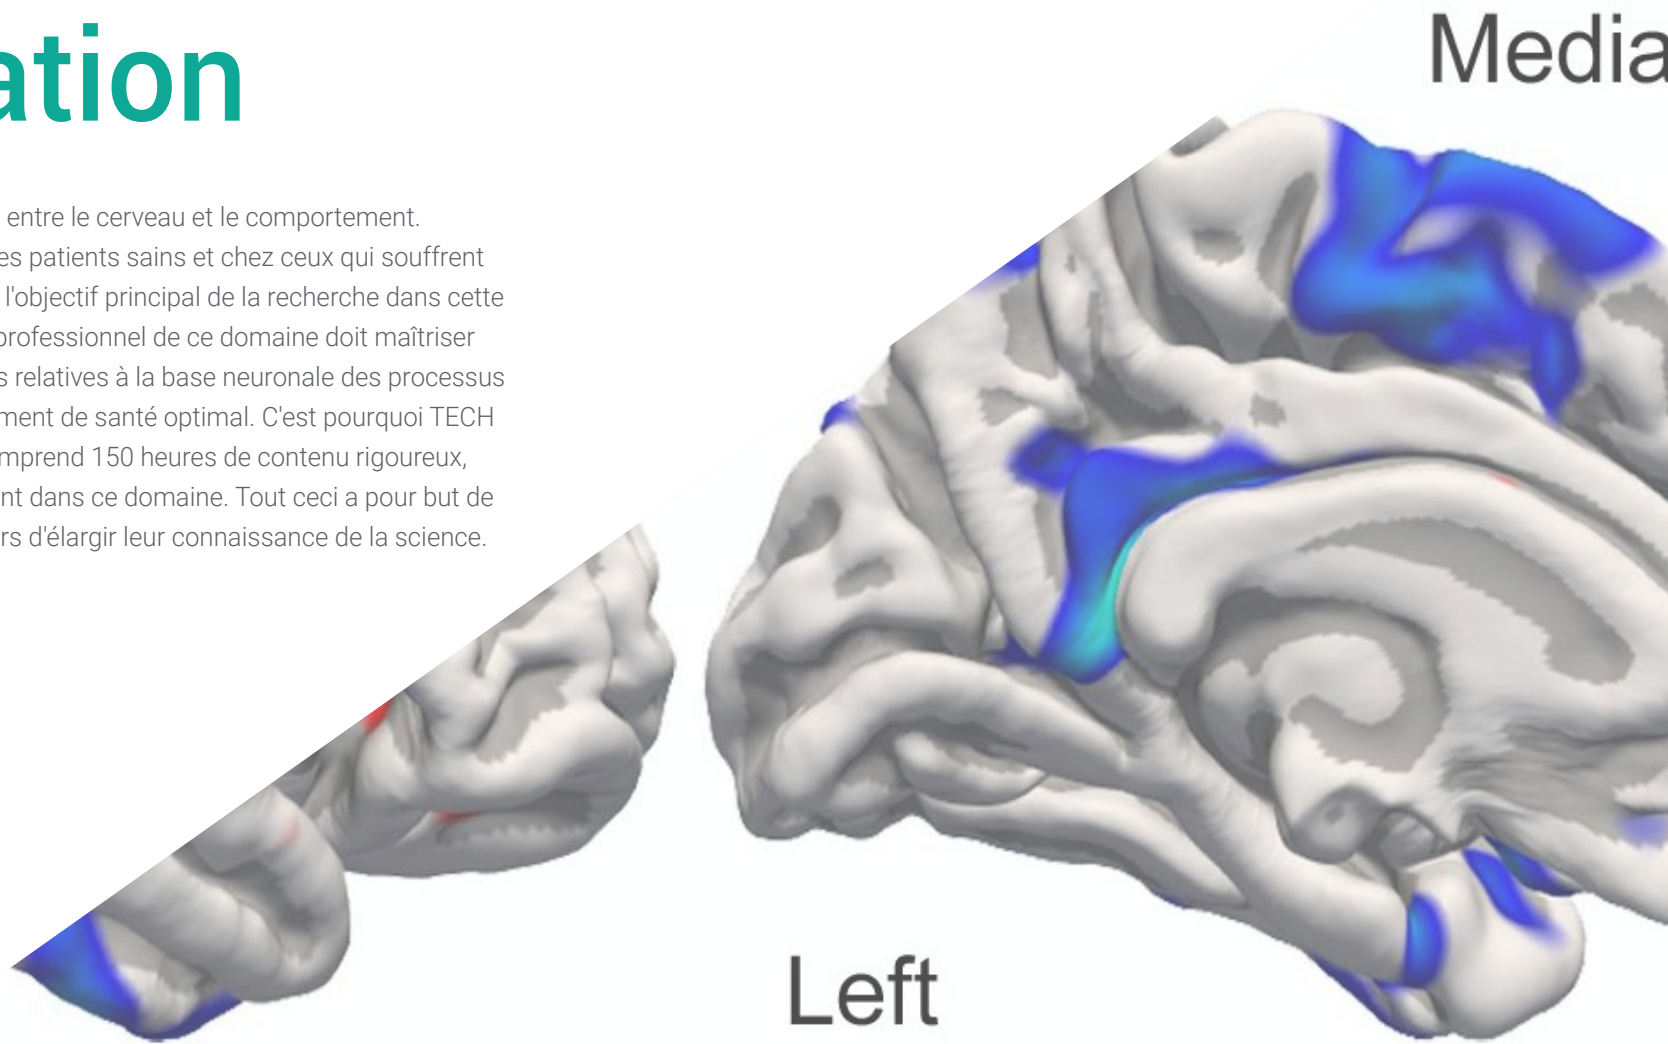 ation
entre le cerveau et le comportement.
es patients sains et chez ceux qui souffrent
l'objectif principal de la recherche dans cette
professionnel de ce domaine doit maîtriser
s relatives à la base neuronale des processus
ment de santé optimal. C'est pourquoi TECH
mprend 150 heures de contenu rigoureux,
nt dans ce domaine. Tout ceci a pour but de
rs d'élargir leur connaissance de la science.
Media
Left